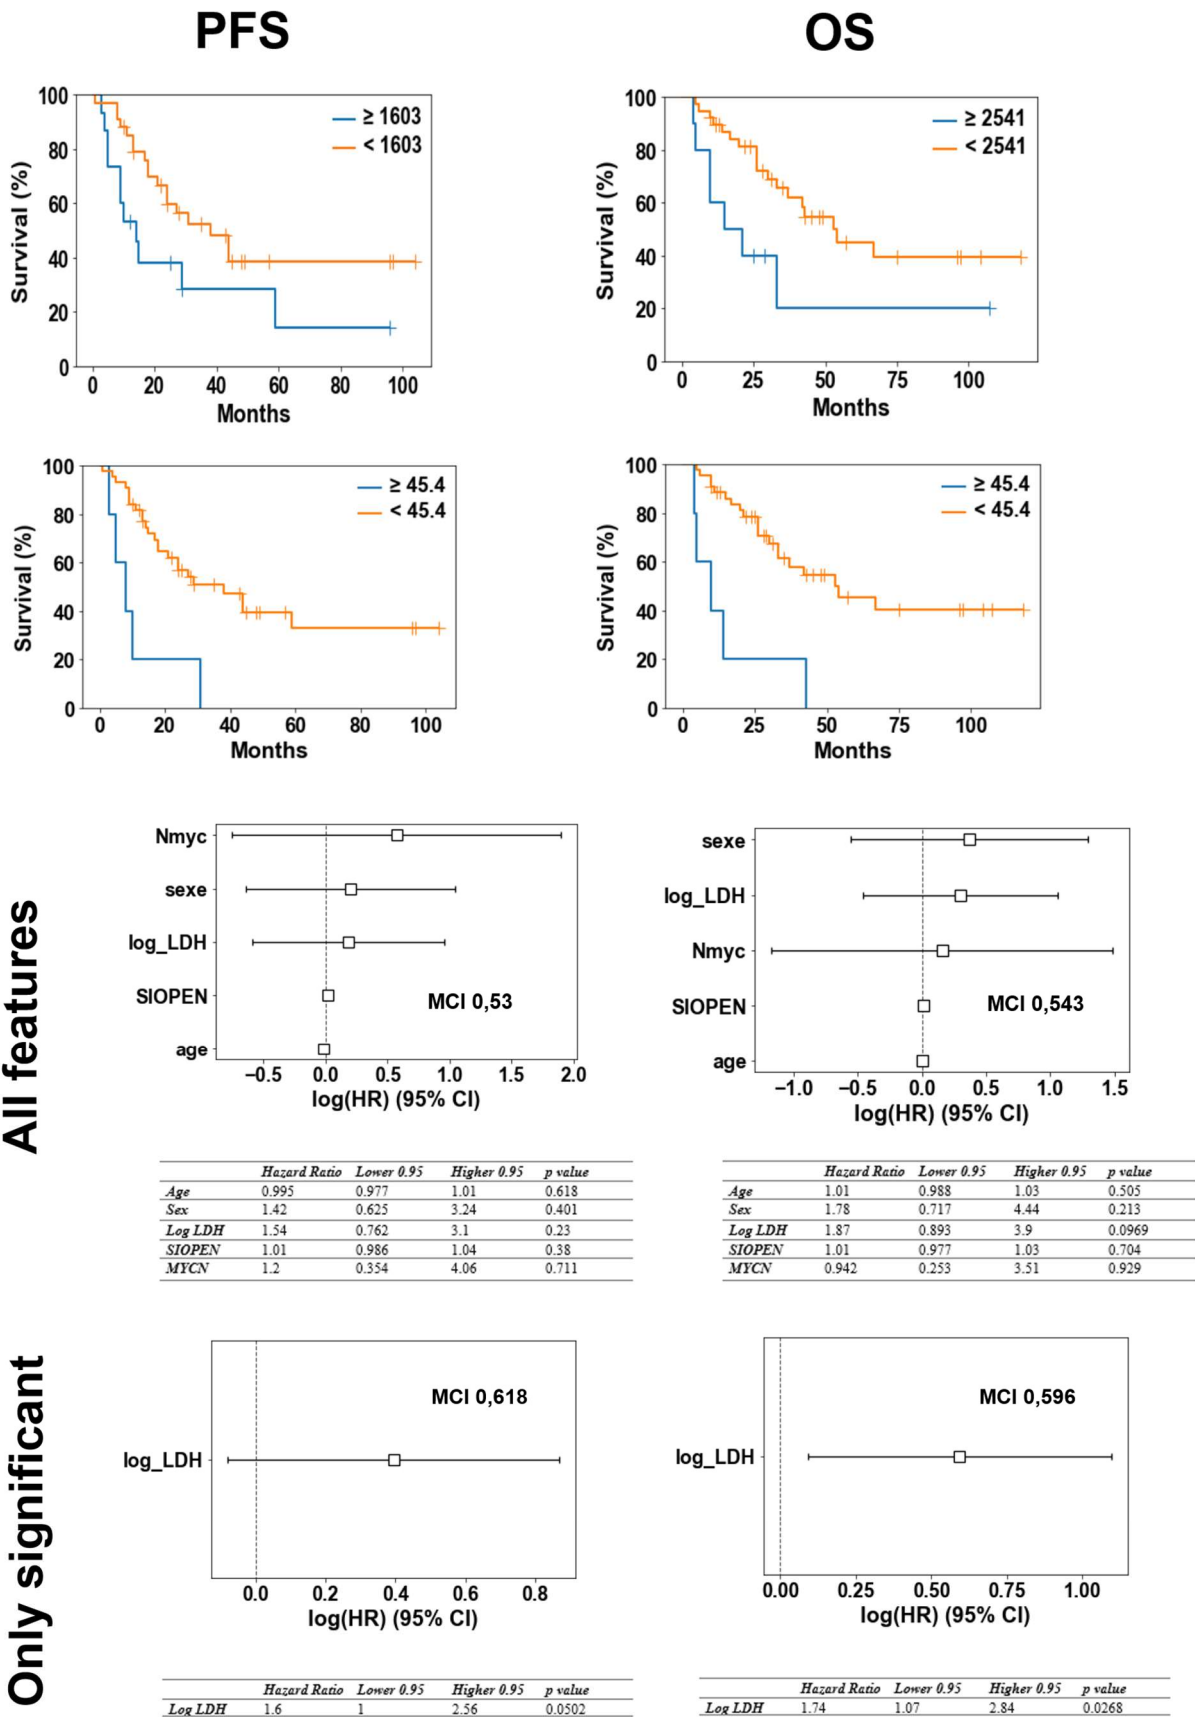 PFS
OS
100
80
60
40
20
0
Survival (%)
≥ 1603
< 1603
0 20 40 60 80 100
Months
100
80
60
40
20
0
Survival (%)
≥ 2541
< 2541
0 25 50 75 100
Months
100
80
60
40
20
0
Survival (%)
≥ 45.4
< 45.4
0 20 40 60 80 100
Months
100
80
60
40
20
0
Survival (%)
≥ 45.4
< 45.4
0 25 50 75 100
Months
All features
Nmyc
sexe
log_LDH
SIOPEN
age
MCI 0,53
−0.5 0.0 0.5 1.0 1.5 2.0
log(HR) (95% CI)
sexe
log_LDH
Nmyc
SIOPEN
age
MCI 0,543
−1.0 −0.5 0.0 0.5 1.0 1.5
log(HR) (95% CI)
Hazard Ratio Lower 0.95 Higher 0.95 p value
Age 0.995 0.977 1.01 0.618
Sex 1.42 0.625 3.24 0.401
Log LDH 1.54 0.762 3.1 0.23
SIOPEN 1.01 0.986 1.04 0.38
MYCN 1.2 0.354 4.06 0.711
Hazard Ratio Lower 0.95 Higher 0.95 p value
Age 1.01 0.988 1.03 0.505
Sex 1.78 0.717 4.44 0.213
Log LDH 1.87 0.893 3.9 0.0969
SIOPEN 1.01 0.977 1.03 0.704
MYCN 0.942 0.253 3.51 0.929
Only significant
log_LDH
MCI 0,618
0.0 0.2 0.4 0.6 0.8
log(HR) (95% CI)
log_LDH
MCI 0,596
0.00 0.25 0.50 0.75 1.00
log(HR) (95% CI)
Hazard Ratio Lower 0.95 Higher 0.95 p value
Log LDH 1.6 1 2.56 0.0502
Hazard Ratio Lower 0.95 Higher 0.95 p value
Log LDH 1.74 1.07 2.84 0.0268